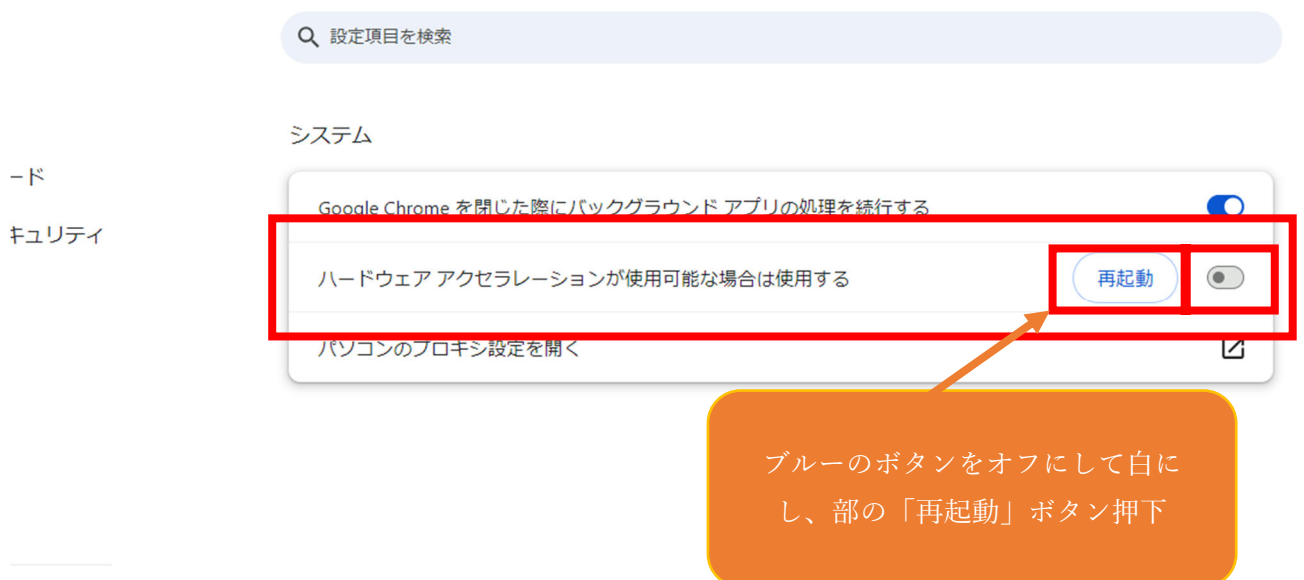 設定項目を検索
システム
ード
キュリティ
Google Chrome を閉じた際にバックグラウンド アプリの処理を続行する
ハードウェア アクセラレーションが使用可能な場合は使用する
再起動
パソコンのプロキシ設定を開く
ブルーのボタンをオフにして白に
し、部の「再起動」ボタン押下